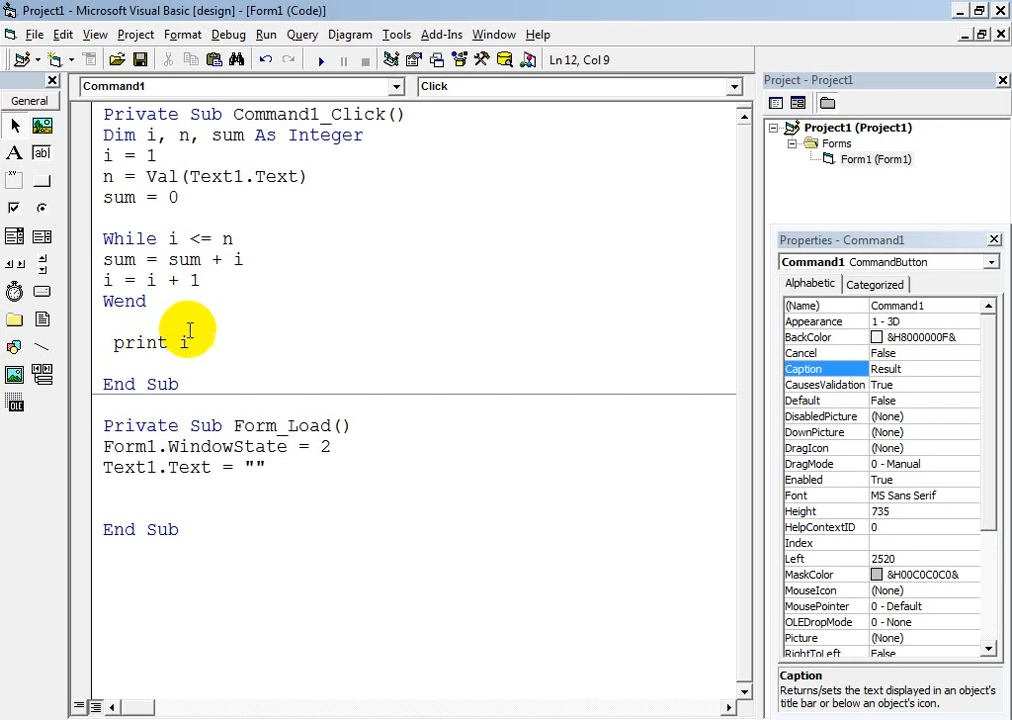 Project1 - Microsoft Visual Basic [design] - [Form1 (Code)]
File Edit View Project Format Debug Run Query Diagram Tools Add-Ins Window Help
Ln 12, Col 9
General
Command1
Click
Private Sub Command1_Click()
Dim i, n, sum As Integer
i = 1
n = Val(Text1.Text)
sum = 0
While i <= n
sum = sum + i
i = i + 1
Wend
print i
End Sub
Private Sub Form_Load()
Form1.WindowState = 2
Text1.Text = ""
End Sub
Project - Project1
Project1 (Project1)
Forms
Form1 (Form1)
Properties - Command1
Command1 CommandButton
Alphabetic Categorized
(Name) Command1
Appearance 1 - 3D
BackColor &H8000000F&
Cancel False
Caption Result
CausesValidation True
Default False
DisabledPicture (None)
DownPicture (None)
DragIcon (None)
DragMode 0 - Manual
Enabled True
Font MS Sans Serif
Height 735
HelpContextID 0
Index
Left 2520
MaskColor &H00C0C0C0&
MouseIcon (None)
MousePointer 0 - Default
OLEDropMode 0 - None
Picture (None)
RightToLeft False
Caption
Returns/sets the text displayed in an object's
title bar or below an object's icon.